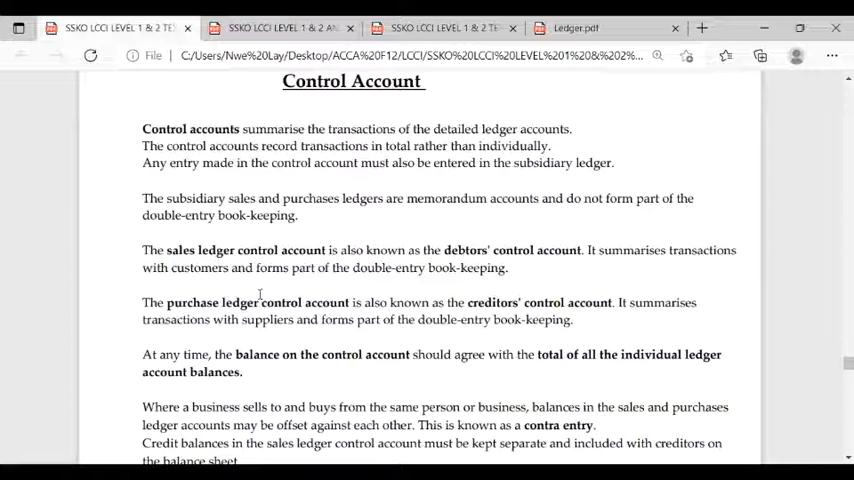 SSKO LCCI LEVEL 1 & 2 TE
SSKO LCCI LEVEL 1 & 2 AN
SSKO LCCI LEVEL 1 & 2 TE
Ledger.pdf
File
C:/Users/Nwe%20Lay/Desktop/ACCA%20F12/LCCI/SSKO%20LCCI%20LEVEL%201%20&%202%...
Control Account
Control accounts summarise the transactions of the detailed ledger accounts.
The control accounts record transactions in total rather than individually.
Any entry made in the control account must also be entered in the subsidiary ledger.
The subsidiary sales and purchases ledgers are memorandum accounts and do not form part of the
double-entry book-keeping.
The sales ledger control account is also known as the debtors' control account. It summarises transactions
with customers and forms part of the double-entry book-keeping.
The purchase ledger control account is also known as the creditors' control account. It summarises
transactions with suppliers and forms part of the double-entry book-keeping.
At any time, the balance on the control account should agree with the total of all the individual ledger
account balances.
Where a business sells to and buys from the same person or business, balances in the sales and purchases
ledger accounts may be offset against each other. This is known as a contra entry.
Credit balances in the sales ledger control account must be kept separate and included with creditors on
the balance sheet